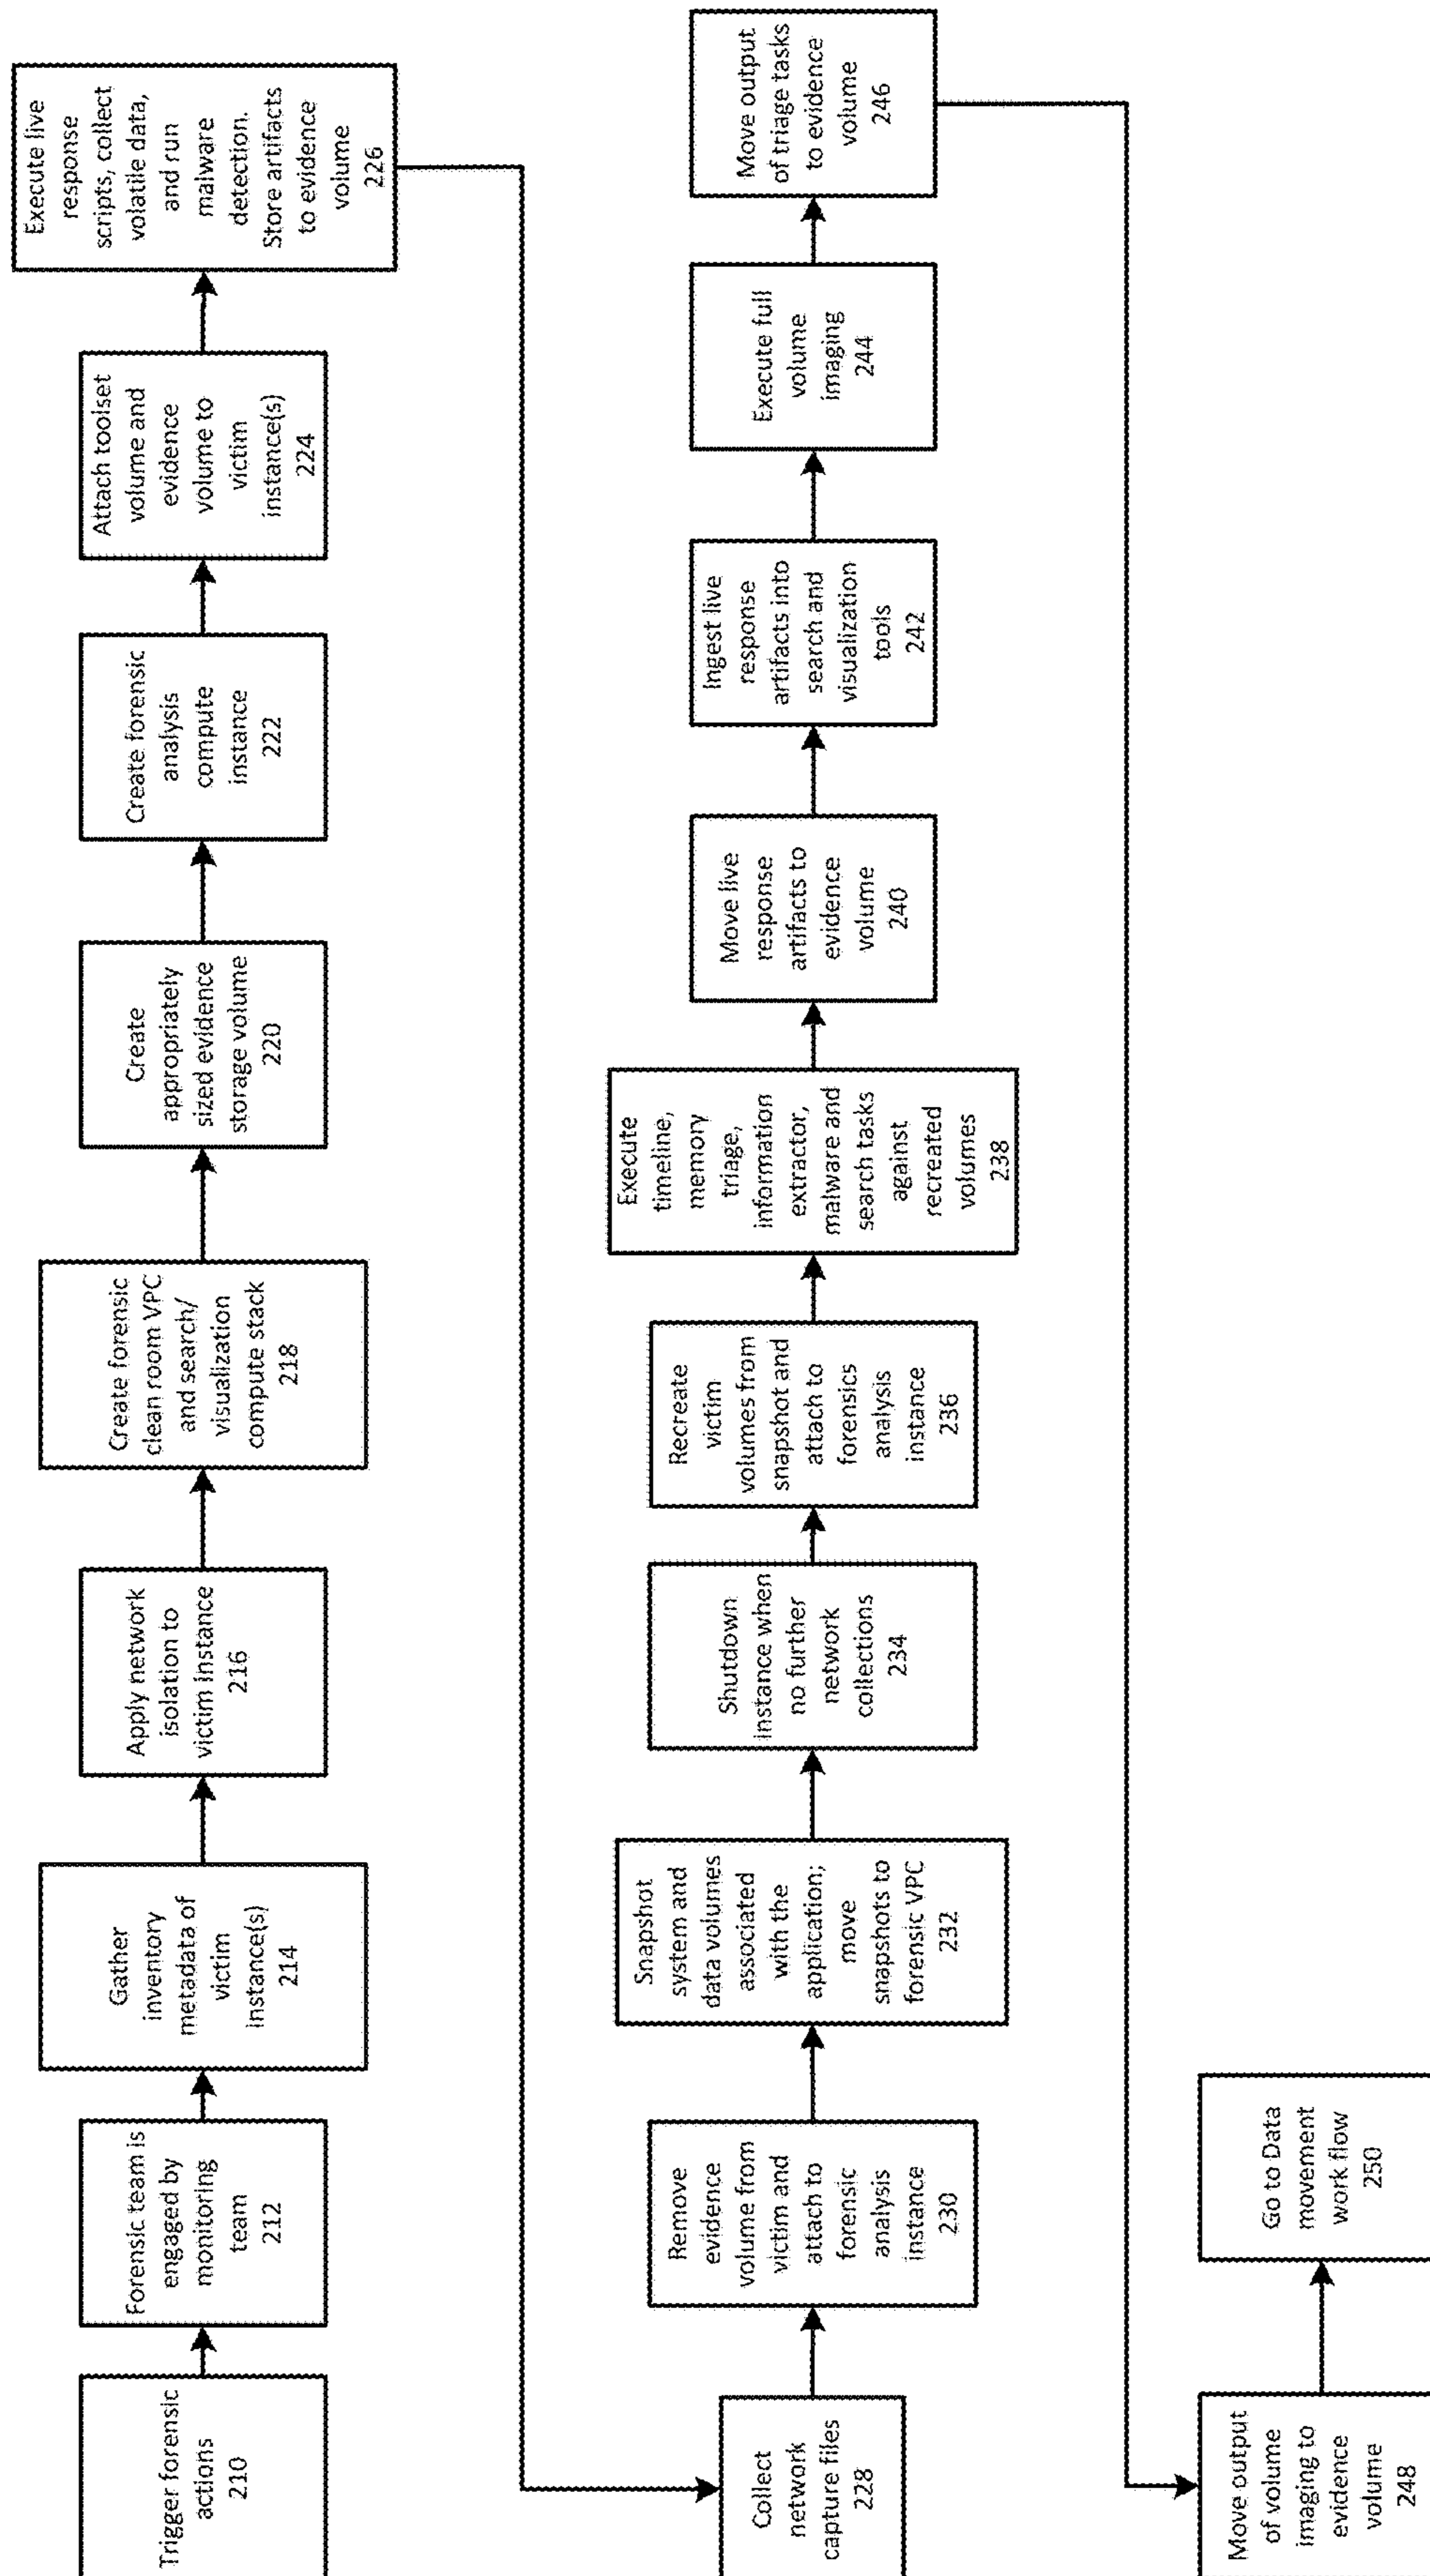 Trigger forensic
actions
210
Forensic team is
engaged by
monitoring
team
212
Gather
inventory
metadata of
victim
instance(s)
214
Apply network
isolation to
victim instance
216
Create forensic
clean room VPC
and search/
visualization
compute stack
218
Create
appropriately
sized evidence
storage volume
220
Create forensic
analysis
compute
instance
222
Attach toolset
volume and
evidence
volume to
victim
instance(s)
224
Execute live
response
scripts, collect
volatile data,
and run
malware
detection.
Store artifacts
to evidence
volume
226
Collect
network
capture files
228
Remove
evidence
volume from
victim and
attach to
forensic
analysis
instance
230
Snapshot
system and
data volumes
associated
with the
application;
move
snapshots to
forensic VPC
232
Shutdown
instance when
no further
network
collections
234
Recreate
victim
volumes from
snapshot and
attach to
forensics
analysis
instance
236
Execute
timeline,
memory
triage,
information
extractor,
malware and
search tasks
against
recreated
volumes
238
Move live
response
artifacts to
evidence
volume
240
Ingest live
response
artifacts into
search and
visualization
tools
242
Execute full
volume
imaging
244
Move output
of triage tasks
to evidence
volume
246
Move output
of volume
imaging to
evidence
volume
248
Go to Data
movement
work flow
250